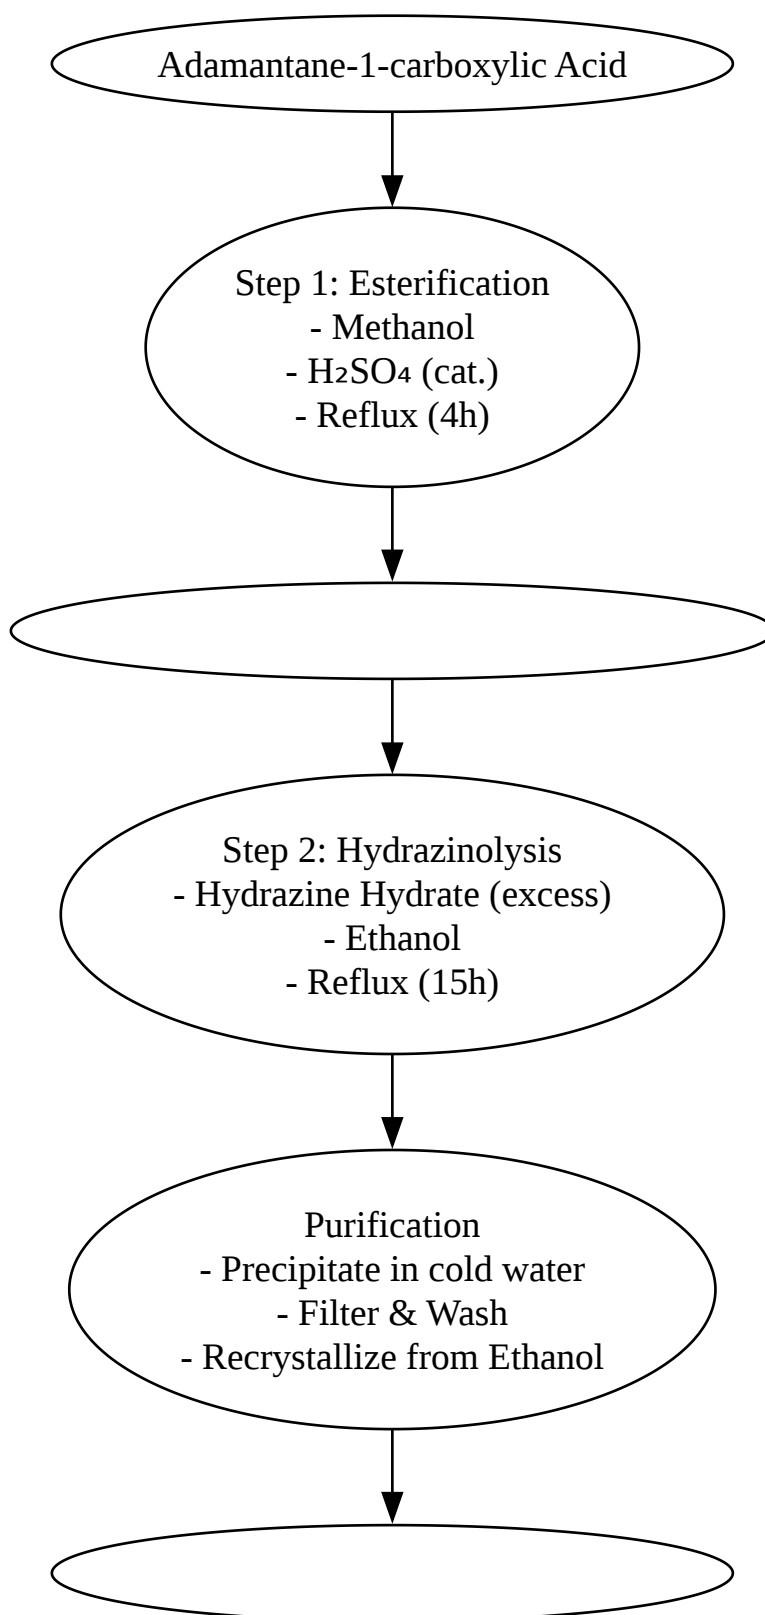 Adamantane-1-carboxylic Acid
Step 1: Esterification
- Methanol
- H₂SO₄ (cat.)
- Reflux (4h)
Step 2: Hydrazinolysis
- Hydrazine Hydrate (excess)
- Ethanol
- Reflux (15h)
Purification
- Precipitate in cold water
- Filter & Wash
- Recrystallize from Ethanol